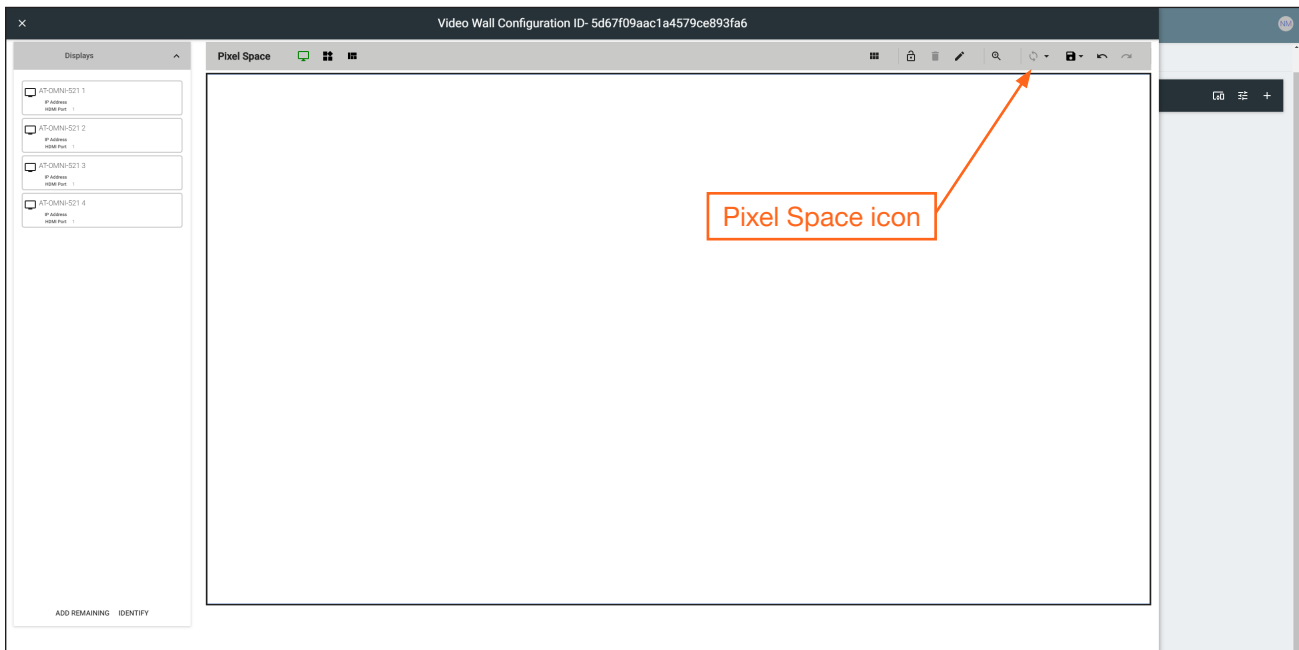 Video Wall Configuration ID- 5d67f09aac1a4579ce893fa6
NM
Displays
Pixel Space
AT-OMNI-521 1
IP Address
HDMI Port 1
AT-OMNI-521 2
IP Address
HDMI Port 1
AT-OMNI-521 3
IP Address
HDMI Port 1
AT-OMNI-521 4
IP Address
HDMI Port 1
Pixel Space icon
ADD REMAINING IDENTIFY